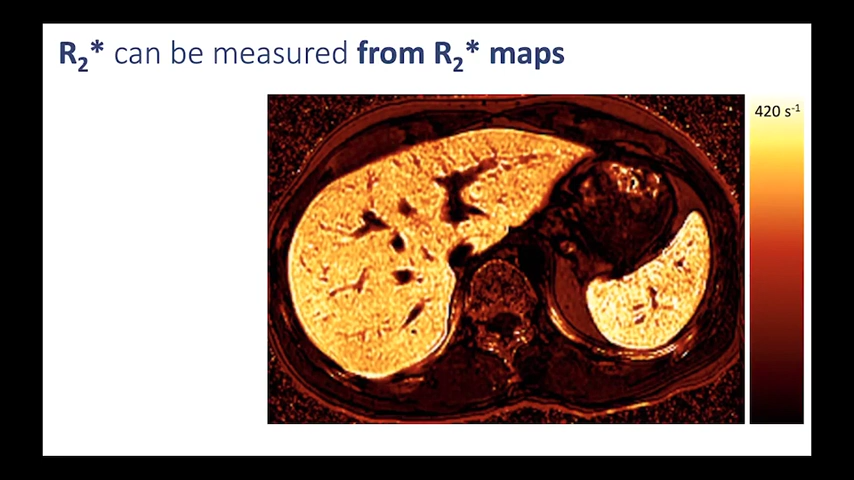 R₂* can be measured from R₂* maps
420 s⁻¹